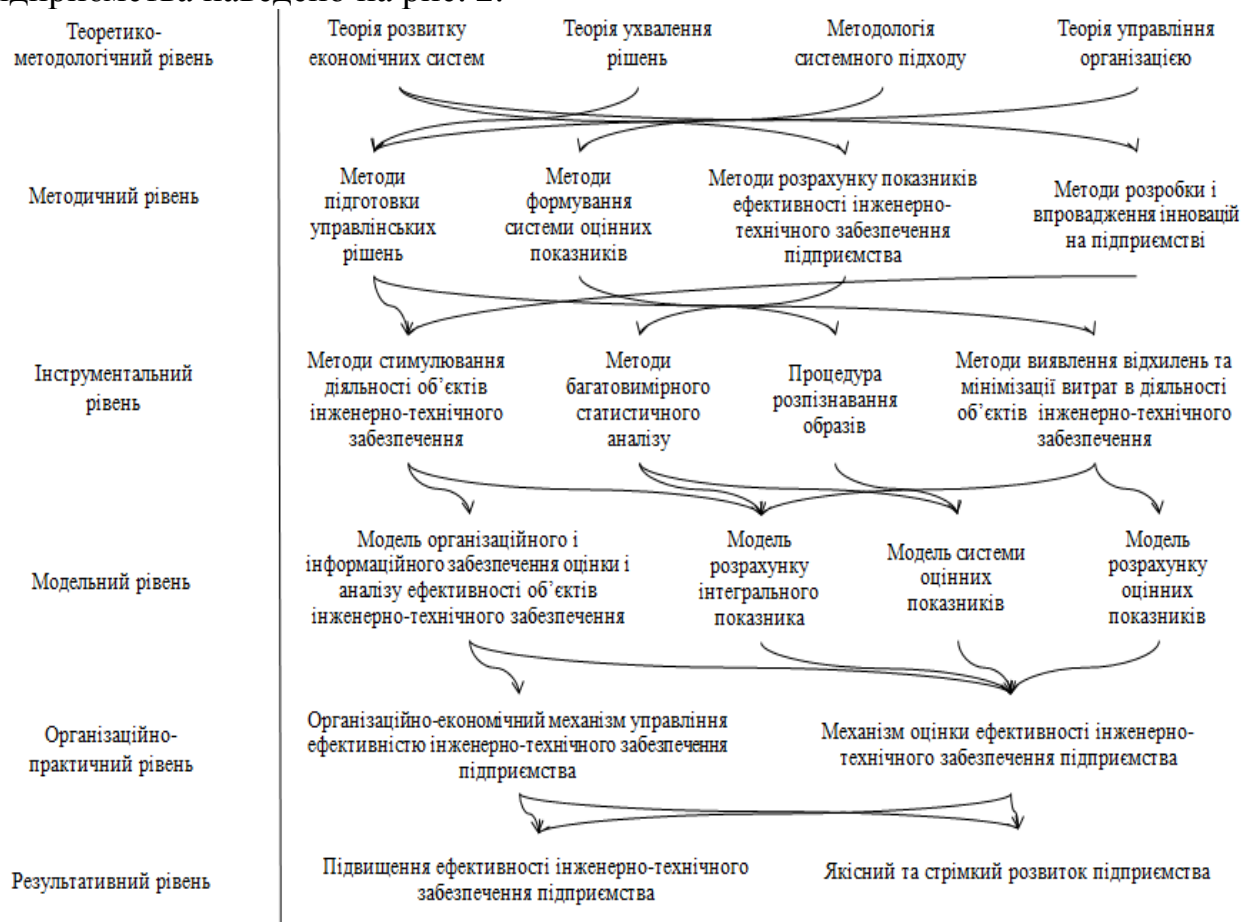 підприємства наведено на рис. 2.
Теоретико-
методологічний рівень
Теорія розвитку
економічних систем
Теорія ухвалення
рішень
Методологія
системного підходу
Теорія управління
організацією
Методичний рівень
Методи
підготовки
управлінських
рішень
Методи
формування
системи оцінних
показників
Методи розрахунку показників
ефективності інженерно-
технічного забезпечення
підприємства
Методи розробки і
впровадження інновацій
на підприємстві
Інструментальний
рівень
Методи стимулювання
діяльності об’єктів
інженерно-технічного
забезпечення
Методи
багатовимірного
статистичного
аналізу
Процедура
розпізнавання
образів
Методи виявлення відхилень та
мінімізації витрат в діяльності
об’єктів інженерно-технічного
забезпечення
Модельний рівень
Модель організаційного і
інформаційного забезпечення оцінки і
аналізу ефективності об’єктів
інженерно-технічного забезпечення
Модель
розрахунку
інтегрального
показника
Модель системи
оцінних
показників
Модель
розрахунку
оцінних
показників
Організаційно-
практичний рівень
Організаційно-економічний механізм управління
ефективністю інженерно-технічного забезпечення
підприємства
Механізм оцінки ефективності інженерно-
технічного забезпечення підприємства
Результативний рівень
Підвищення ефективності інженерно-технічного
забезпечення підприємства
Якісний та стрімкий розвиток підприємства